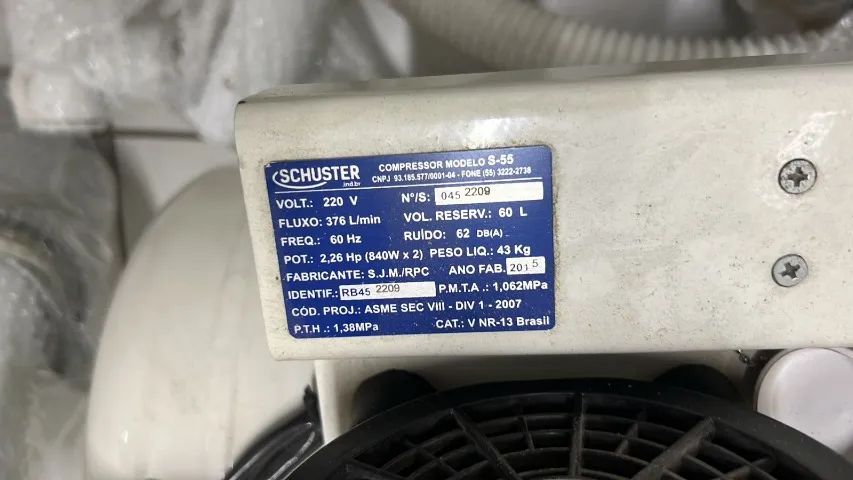 SCHUSTER
.ind.br
COMPRESSOR MODELO S-55
CNPJ 93.185.577/0001-04 - FONE (55) 3222-2738
VOLT.: 220 V N°/S: 045 2209
FLUXO: 376 L/min VOL. RESERV.: 60 L
FREQ.: 60 Hz RUÍDO: 62 DB(A)
POT.: 2,26 Hp (840W x 2) PESO LIQ.: 43 Kg
FABRICANTE: S.J.M./RPC ANO FAB. 2015
IDENTIF.: RB45 2209 P.M.T.A.: 1,062MPa
CÓD. PROJ.: ASME SEC VIII - DIV 1 - 2007
P.T.H.: 1,38MPa CAT.: V NR-13 Brasil